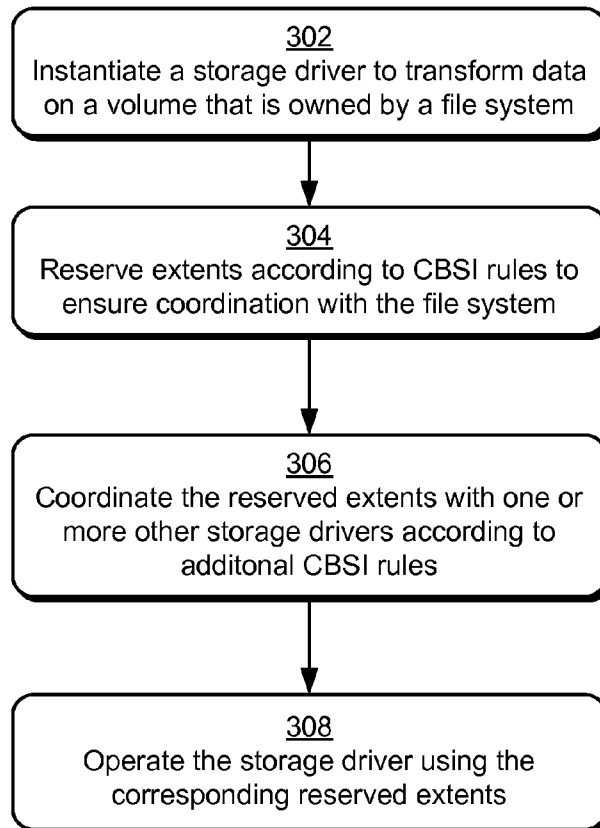 302
Instantiate a storage driver to transform data
on a volume that is owned by a file system
304
Reserve extents according to CBSI rules to
ensure coordination with the file system
306
Coordinate the reserved extents with one or
more other storage drivers according to
additonal CBSI rules
308
Operate the storage driver using the
corresponding reserved extents